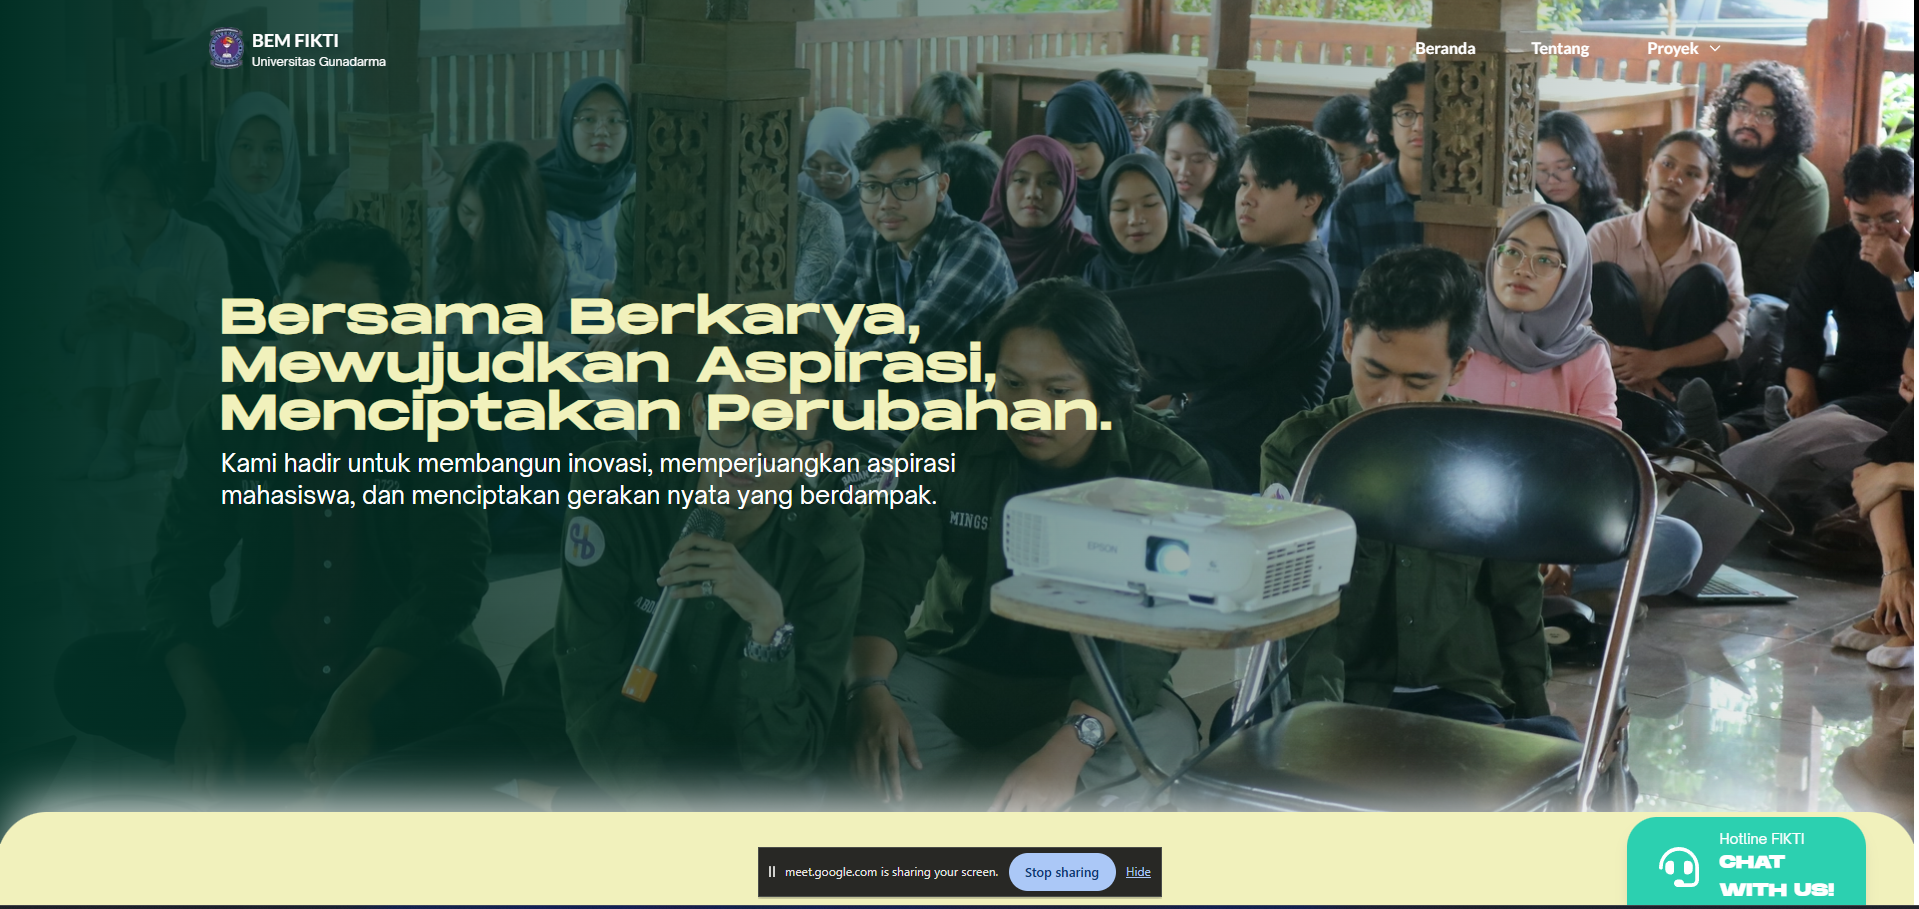 BEM FIKTI
Universitas Gunadarma
Beranda
Tentang
Proyek
Bersama Berkarya,
Mewujudkan Aspirasi,
Menciptakan Perubahan.
Kami hadir untuk membangun inovasi, memperjuangkan aspirasi
mahasiswa, dan menciptakan gerakan nyata yang berdampak.
EPSON
meet.google.com is sharing your screen.
Stop sharing
Hide
Hotline FIKTI
CHAT
WITH US!